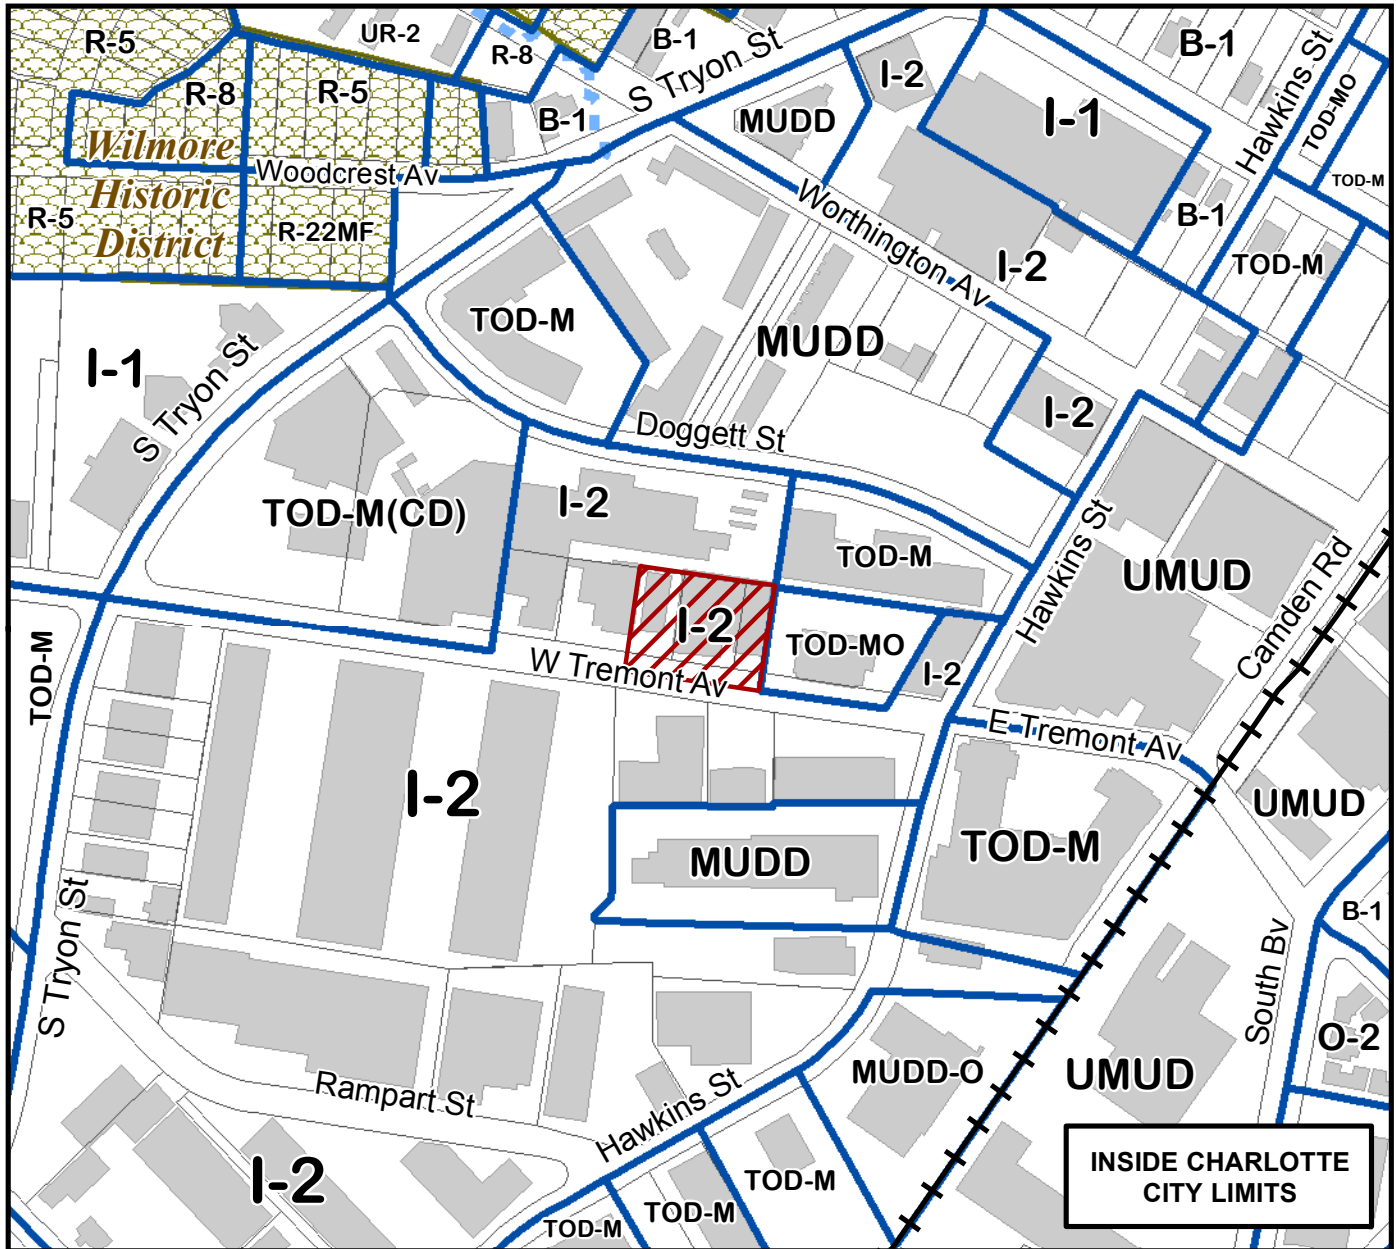 R-5
UR-2
R-8
B-1
S Tryon St
I-2
B-1
Hawkins St
TOD-MO
R-8
R-5
B-1
MUDD
I-1
Wilmore
Historic
District
Woodcrest Av
R-5
R-22MF
Worthington Av
B-1
TOD-M
I-2
TOD-M
TOD-M
MUDD
I-1
S Tryon St
I-2
Doggett St
TOD-M(CD)
I-2
TOD-M
Hawkins St
UMUD
Camden Rd
I-2
TOD-MO
I-2
W Tremont Av
TOD-M
E Tremont Av
I-2
UMUD
MUDD
TOD-M
B-1
S Tryon St
South Bv
O-2
MUDD-O
UMUD
Rampart St
Hawkins St
I-2
TOD-M
TOD-M
TOD-M
INSIDE CHARLOTTE
CITY LIMITS